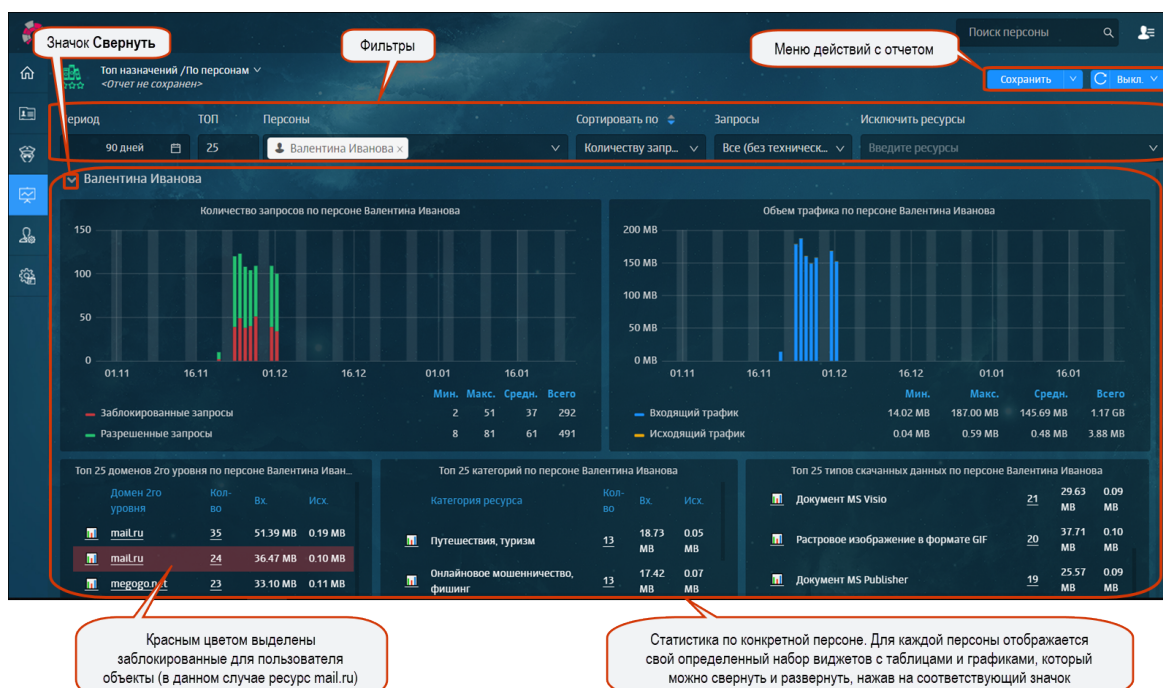 Поиск персоны
Значок Свернуть
Фильтры
Меню действий с отчетом
Топ назначений /По персонам
<Отчет не сохранен>
Сохранить
Выкл.
ериод
ТОП
Персоны
Сортировать по
Запросы
Исключить ресурсы
90 дней
25
Валентина Иванова ×
Количеству запр...
Все (без техническ...
Введите ресурсы
Валентина Иванова
Количество запросов по персоне Валентина Иванова
150
100
50
0
01.11 16.11 01.12 16.12 01.01 16.01
Мин. Макс. Средн. Всего
Заблокированные запросы 2 51 37 292
Разрешенные запросы 8 81 61 491
Объем трафика по персоне Валентина Иванова
200 MB
150 MB
100 MB
50 MB
0 MB
01.11 16.11 01.12 16.12 01.01 16.01
Мин. Макс. Средн. Всего
Входящий трафик 14.02 MB 187.00 MB 145.69 MB 1.17 GB
Исходящий трафик 0.04 MB 0.59 MB 0.48 MB 3.88 MB
Топ 25 доменов 2го уровня по персоне Валентина Иван...
Домен 2го
уровня
Кол-
во
Вх. Исх.
mail.ru 35 51.39 MB 0.19 MB
mail.ru 24 36.47 MB 0.10 MB
megogo.net 23 33.10 MB 0.11 MB
Топ 25 категорий по персоне Валентина Иванова
Категория ресурса
Кол-
во
Вх. Исх.
Путешествия, туризм 13 18.73 MB 0.05 MB
Онлайновое мошенничество,
фишинг 13 17.42 MB 0.07 MB
Топ 25 типов скачанных данных по персоне Валентина Иванова
Документ MS Visio 21 29.63 MB 0.09 MB
Растровое изображение в формате GIF 20 37.71 MB 0.10 MB
Документ MS Publisher 19 25.57 MB 0.09 MB
Красным цветом выделены
заблокированные для пользователя
объекты (в данном случае ресурс mail.ru)
Статистика по конкретной персоне. Для каждой персоны отображается
свой определенный набор виджетов с таблицами и графиками, который
можно свернуть и развернуть, нажав на соответствующий значок